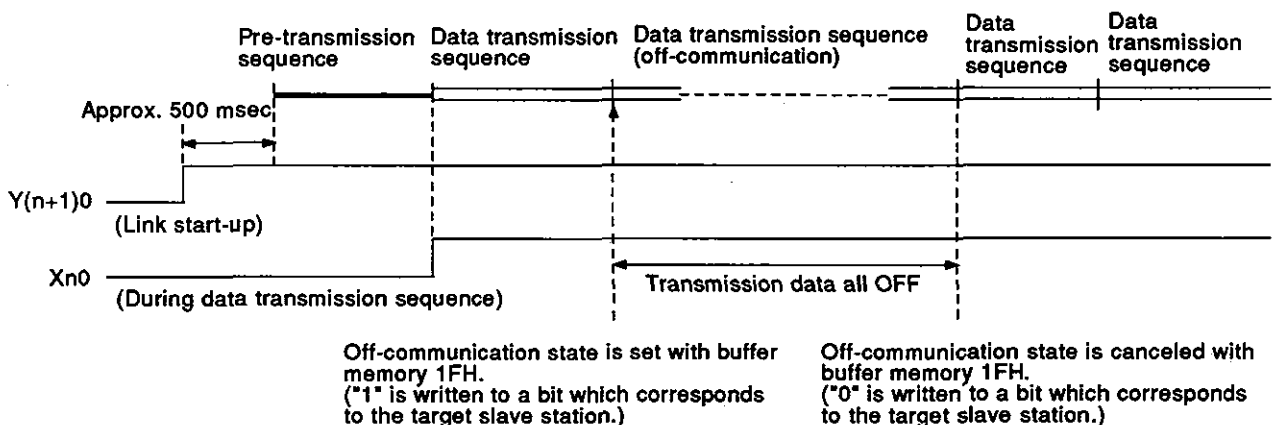 Pre-transmission
sequence
Data transmission
sequence
Data transmission sequence
(off-communication)
Data
transmission
sequence
Data
transmission
sequence
Approx. 500 msec
Y(n+1)0
(Link start-up)
Xn0
(During data transmission sequence)
Transmission data all OFF
Off-communication state is set with buffer
memory 1FH.
("1" is written to a bit which corresponds
to the target slave station.)
Off-communication state is canceled with
buffer memory 1FH.
("0" is written to a bit which corresponds
to the target slave station.)